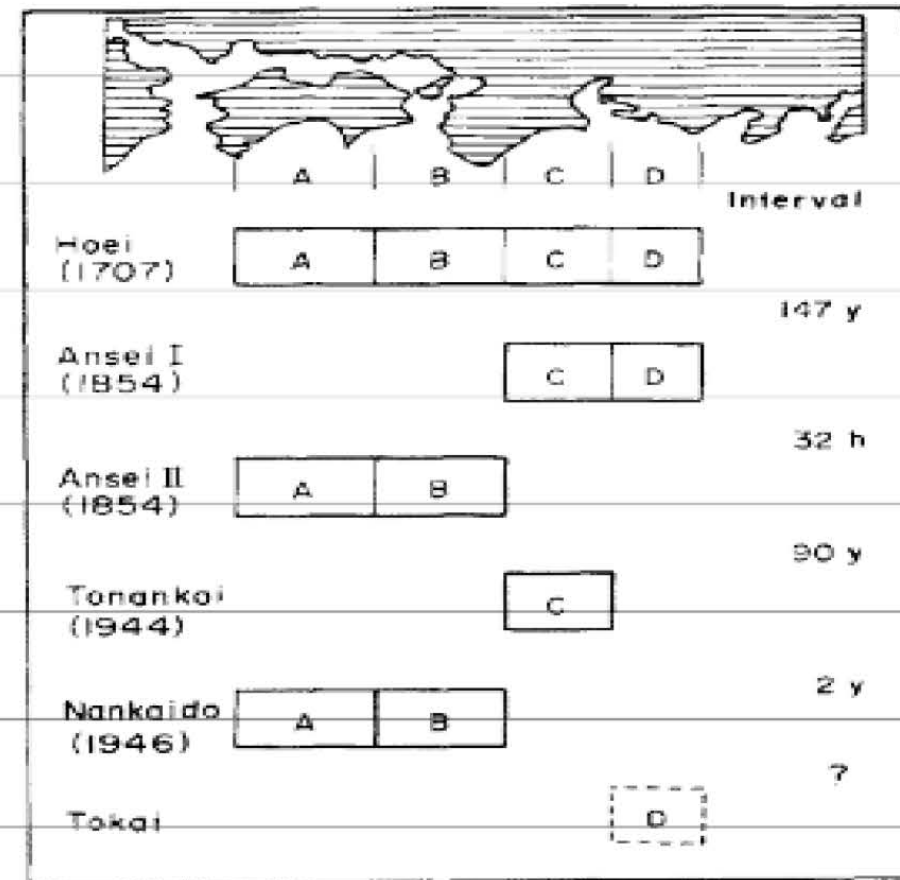 A B C D
Interval
Hoei
(1707)
A B C D
147 y
Ansei I
(1854)
C D
32 h
Ansei II
(1854)
A B
90 y
Tonankai
(1944)
C
2 y
Nankaido
(1946)
A B
?
Tokai
D